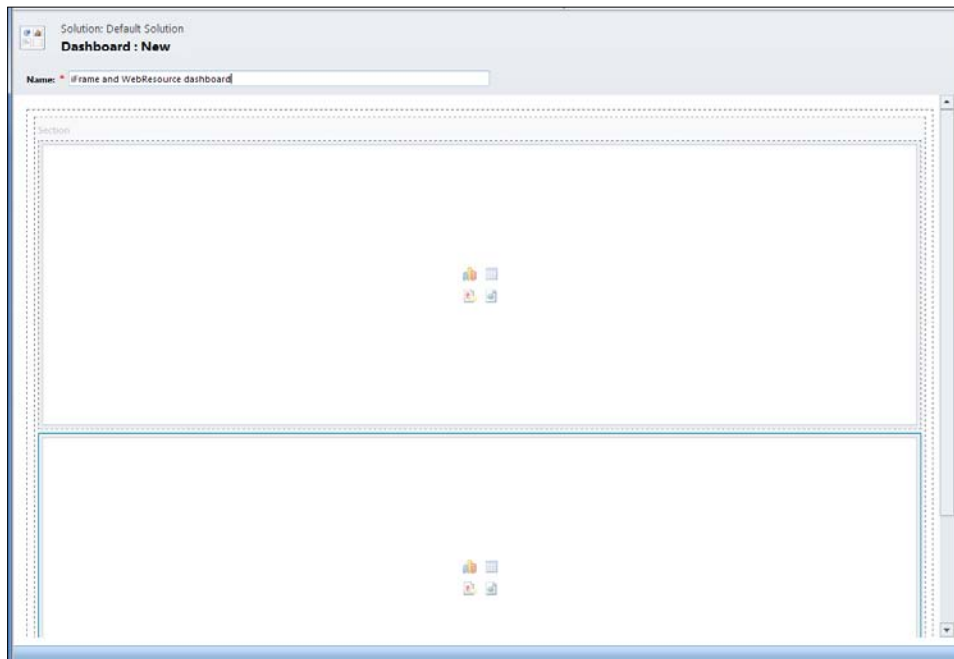 Solution: Default Solution
Dashboard : New
Name: * iFrame and WebResource dashboard
Section